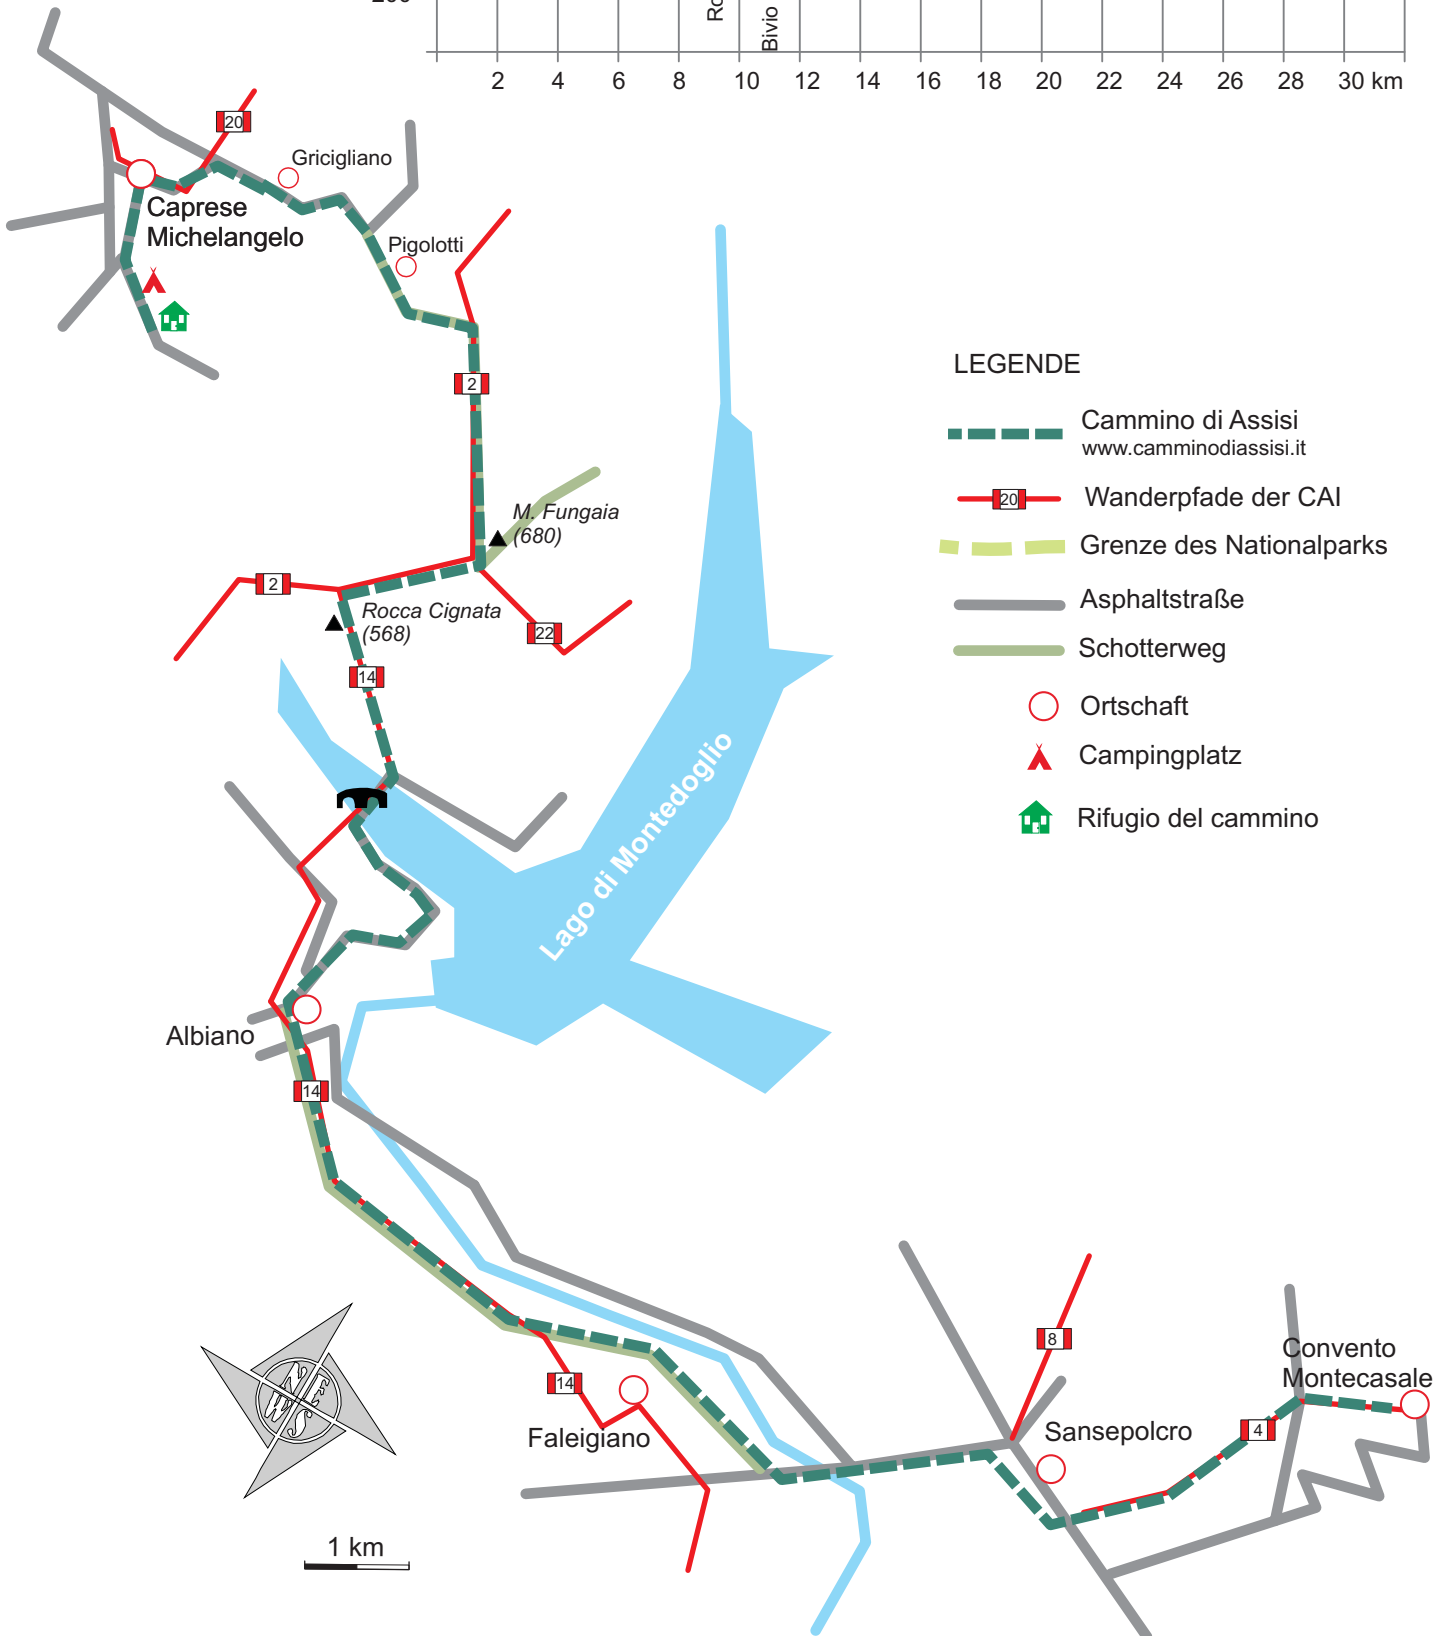 Bivio
2 4 6 8 10 12 14 16 18 20 22 24 26 28 30 km
20
Gricigliano
Caprese
Michelangelo
Pigolotti
2
LEGENDE
Cammino di Assisi
www.camminodiassisi.it
20
Wanderpfade der CAI
Grenze des Nationalparks
Asphaltstraße
Schotterweg
Ortschaft
Campingplatz
Rifugio del cammino
M. Fungaia
(680)
2
Rocca Cignata
(568)
22
14
Lago di Montedoglio
Albiano
14
14
Faleigiano
8
Sansepolcro
4
Convento
Montecasale
N
E
S
W
1 km